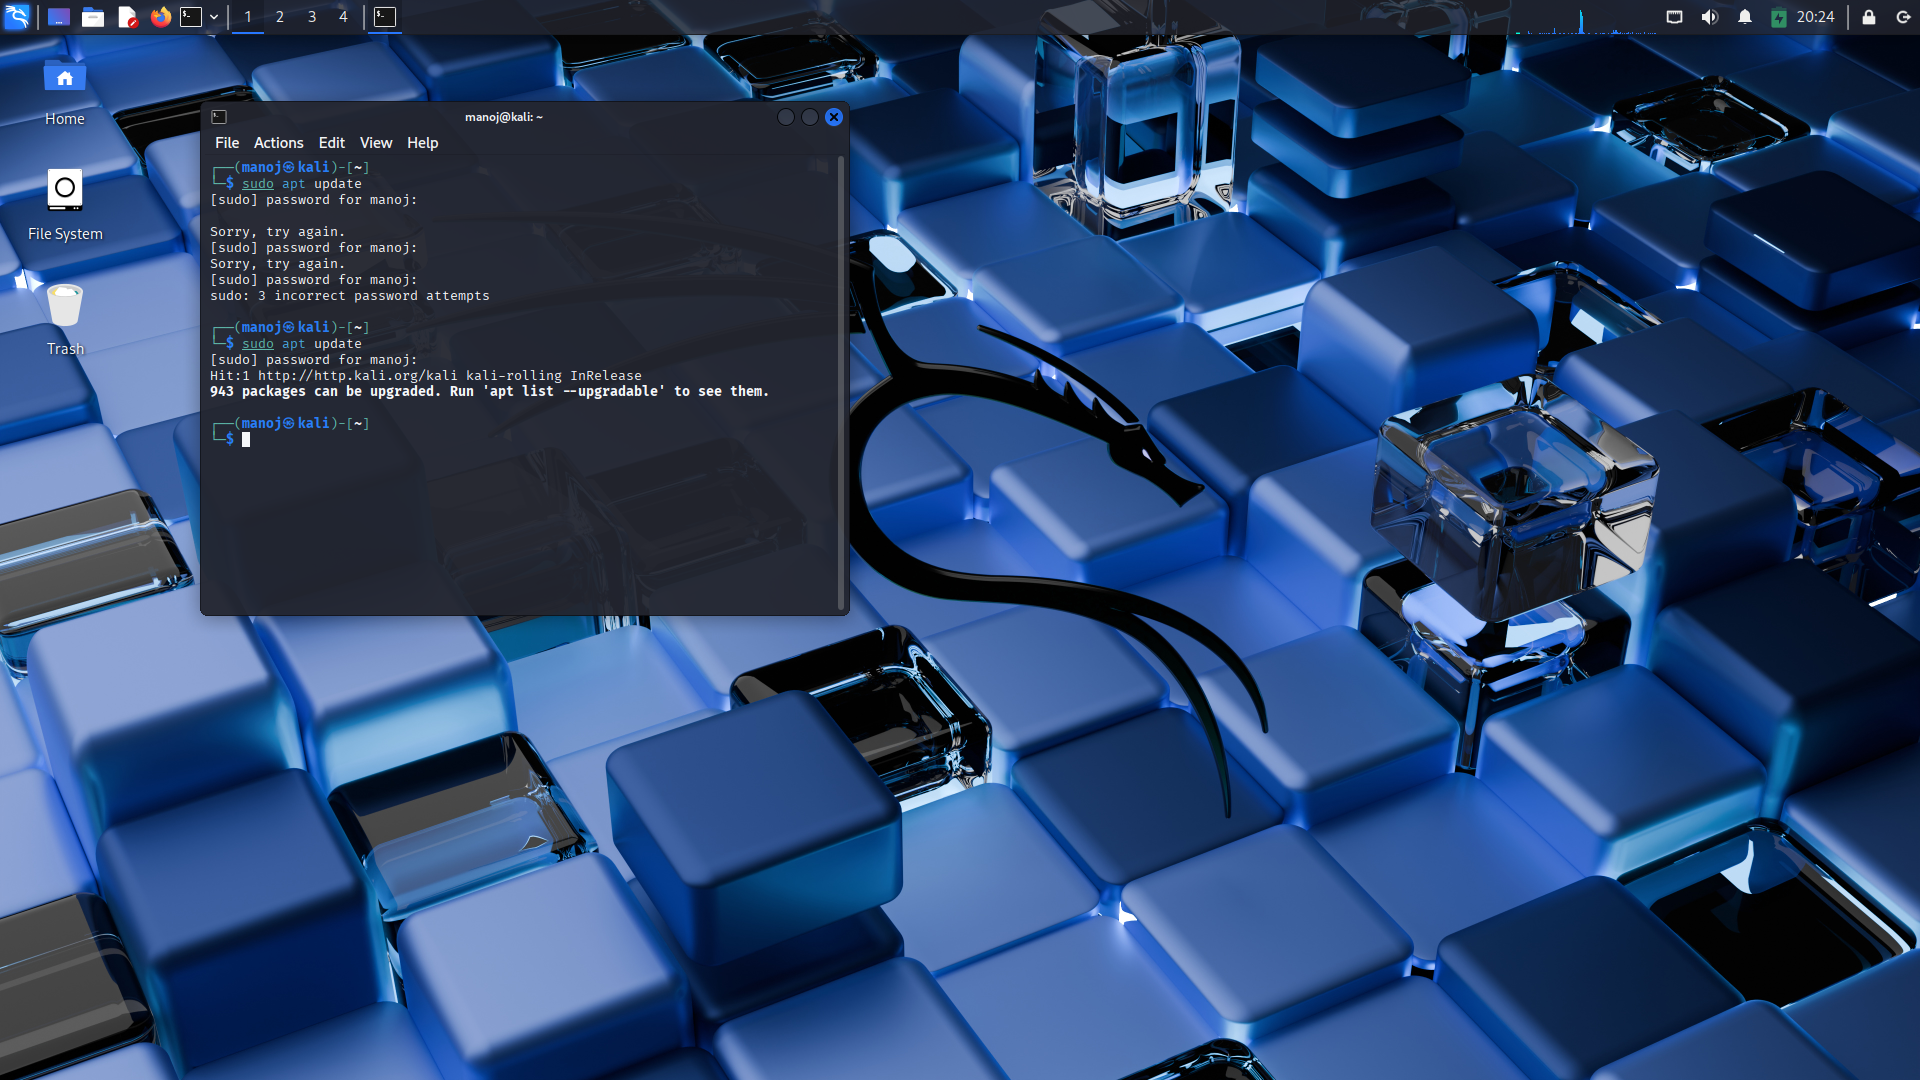 1 2 3 4
20:24
Home
File System
Trash
manoj@kali: ~
File Actions Edit View Help
┌──(manoj㉿kali)-[~]
└─$ sudo apt update
[sudo] password for manoj:
Sorry, try again.
[sudo] password for manoj:
Sorry, try again.
[sudo] password for manoj:
sudo: 3 incorrect password attempts
┌──(manoj㉿kali)-[~]
└─$ sudo apt update
[sudo] password for manoj:
Hit:1 http://http.kali.org/kali kali-rolling InRelease
943 packages can be upgraded. Run 'apt list --upgradable' to see them.
┌──(manoj㉿kali)-[~]
└─$